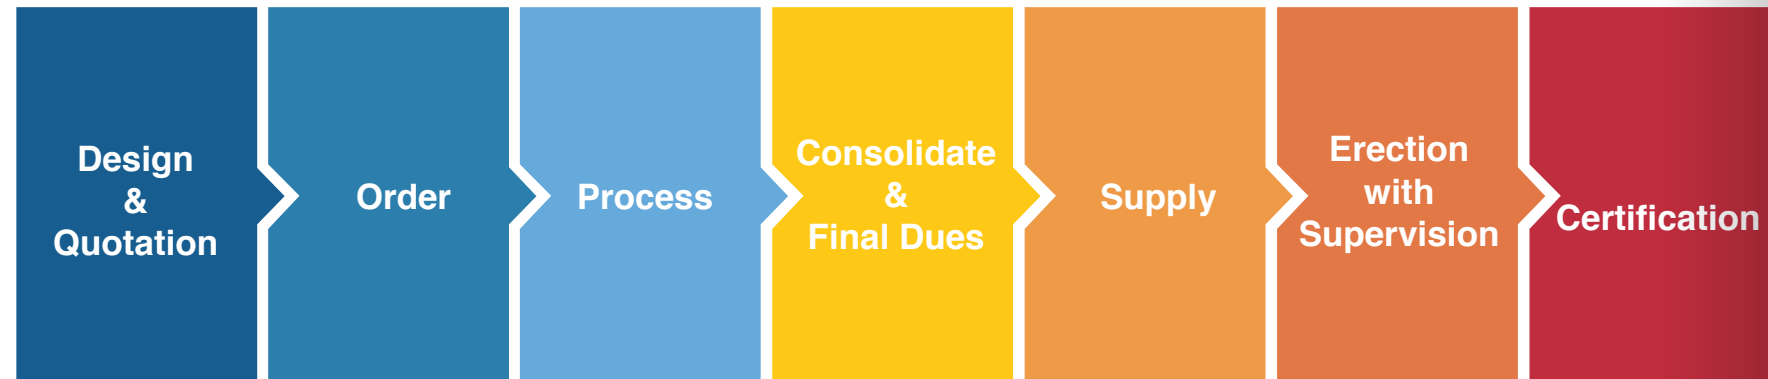 Design
&
Quotation
Order
Process
Consolidate
&
Final Dues
Supply
Erection
with
Supervision
Certification